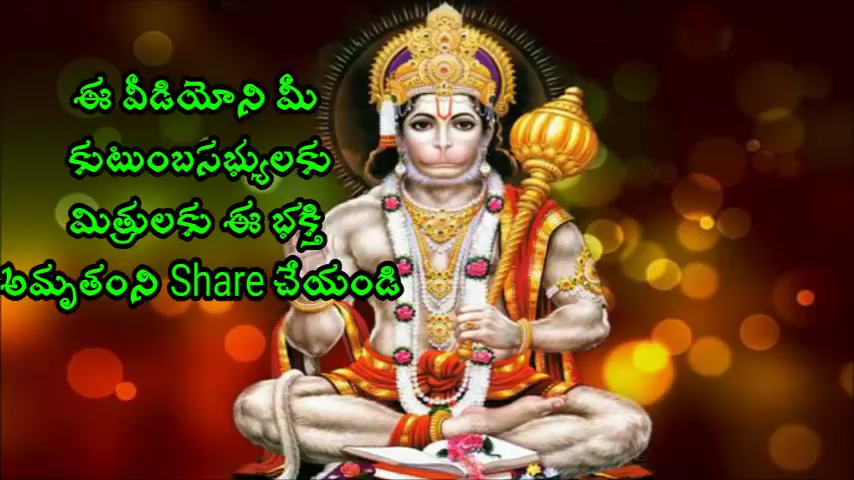 ఈ వీడియోని మీ
కుటుంబసభ్యులకు
మిత్రులకు ఈ భక్తి
అమృతంని Share చేయండి